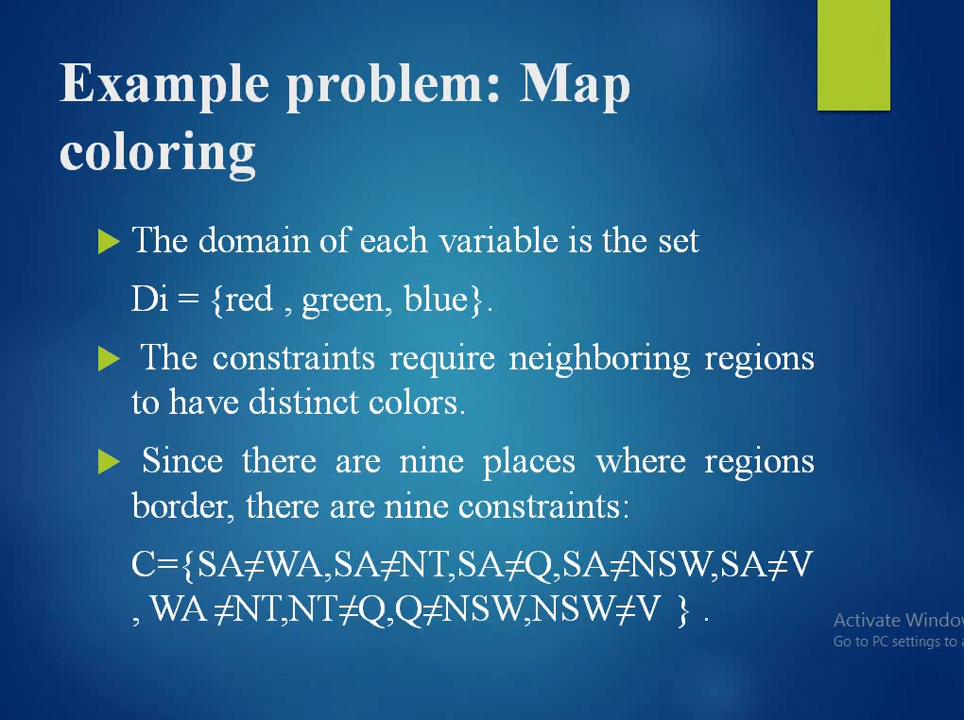 Example problem: Map
coloring
The domain of each variable is the set
Di = {red , green, blue}.
The constraints require neighboring regions
to have distinct colors.
Since there are nine places where regions
border, there are nine constraints:
C={SA≠WA,SA≠NT,SA≠Q,SA≠NSW,SA≠V
, WA ≠NT,NT≠Q,Q≠NSW,NSW≠V } .
Activate Windo
Go to PC settings to a